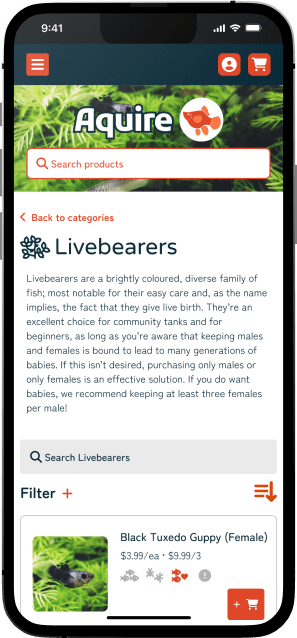 9:41
Aquire
Search products
Back to categories
Livebearers
Livebearers are a brightly coloured, diverse family of
fish; most notable for their easy care and, as the name
implies, the fact that they give live birth. They're an
excellent choice for community tanks and for
beginners, as long as you're aware that keeping males
and females is bound to lead to many generations of
babies. If this isn't desired, purchasing only males or
only females is an effective solution. If you do want
babies, we recommend keeping at least three females
per male!
Search Livebearers
Filter +
Black Tuxedo Guppy (Female)
$3.99/ea • $9.99/3
+